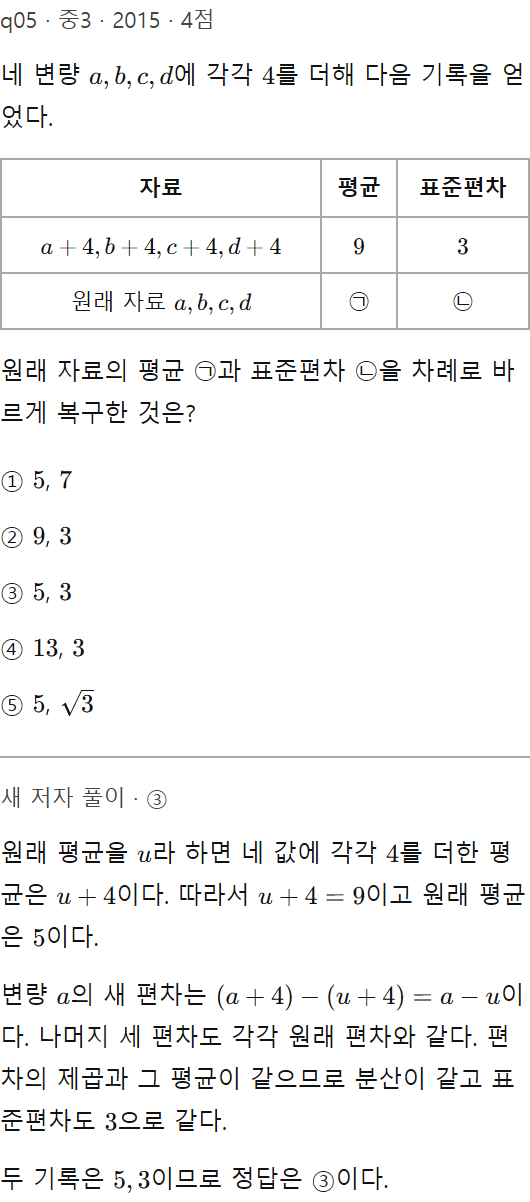 q05 · 중3 · 2015 · 4점
네 변량 a, b, c, d에 각각 4를 더해 다음 기록을 얻
었다.
자료 평균 표준편차
a + 4, b + 4, c + 4, d + 4 9 3
원래 자료 a, b, c, d ㉠ ㉡
원래 자료의 평균 ㉠과 표준편차 ㉡을 차례로 바
르게 복구한 것은?
① 5, 7
② 9, 3
③ 5, 3
④ 13, 3
⑤ 5, √3
새 저자 풀이 · ③
원래 평균을 u라 하면 네 값에 각각 4를 더한 평
균은 u + 4이다. 따라서 u + 4 = 9이고 원래 평균
은 5이다.
변량 a의 새 편차는 (a + 4) − (u + 4) = a − u이
다. 나머지 세 편차도 각각 원래 편차와 같다. 편
차의 제곱과 그 평균이 같으므로 분산이 같고 표
준편차도 3으로 같다.
두 기록은 5, 3이므로 정답은 ③이다.